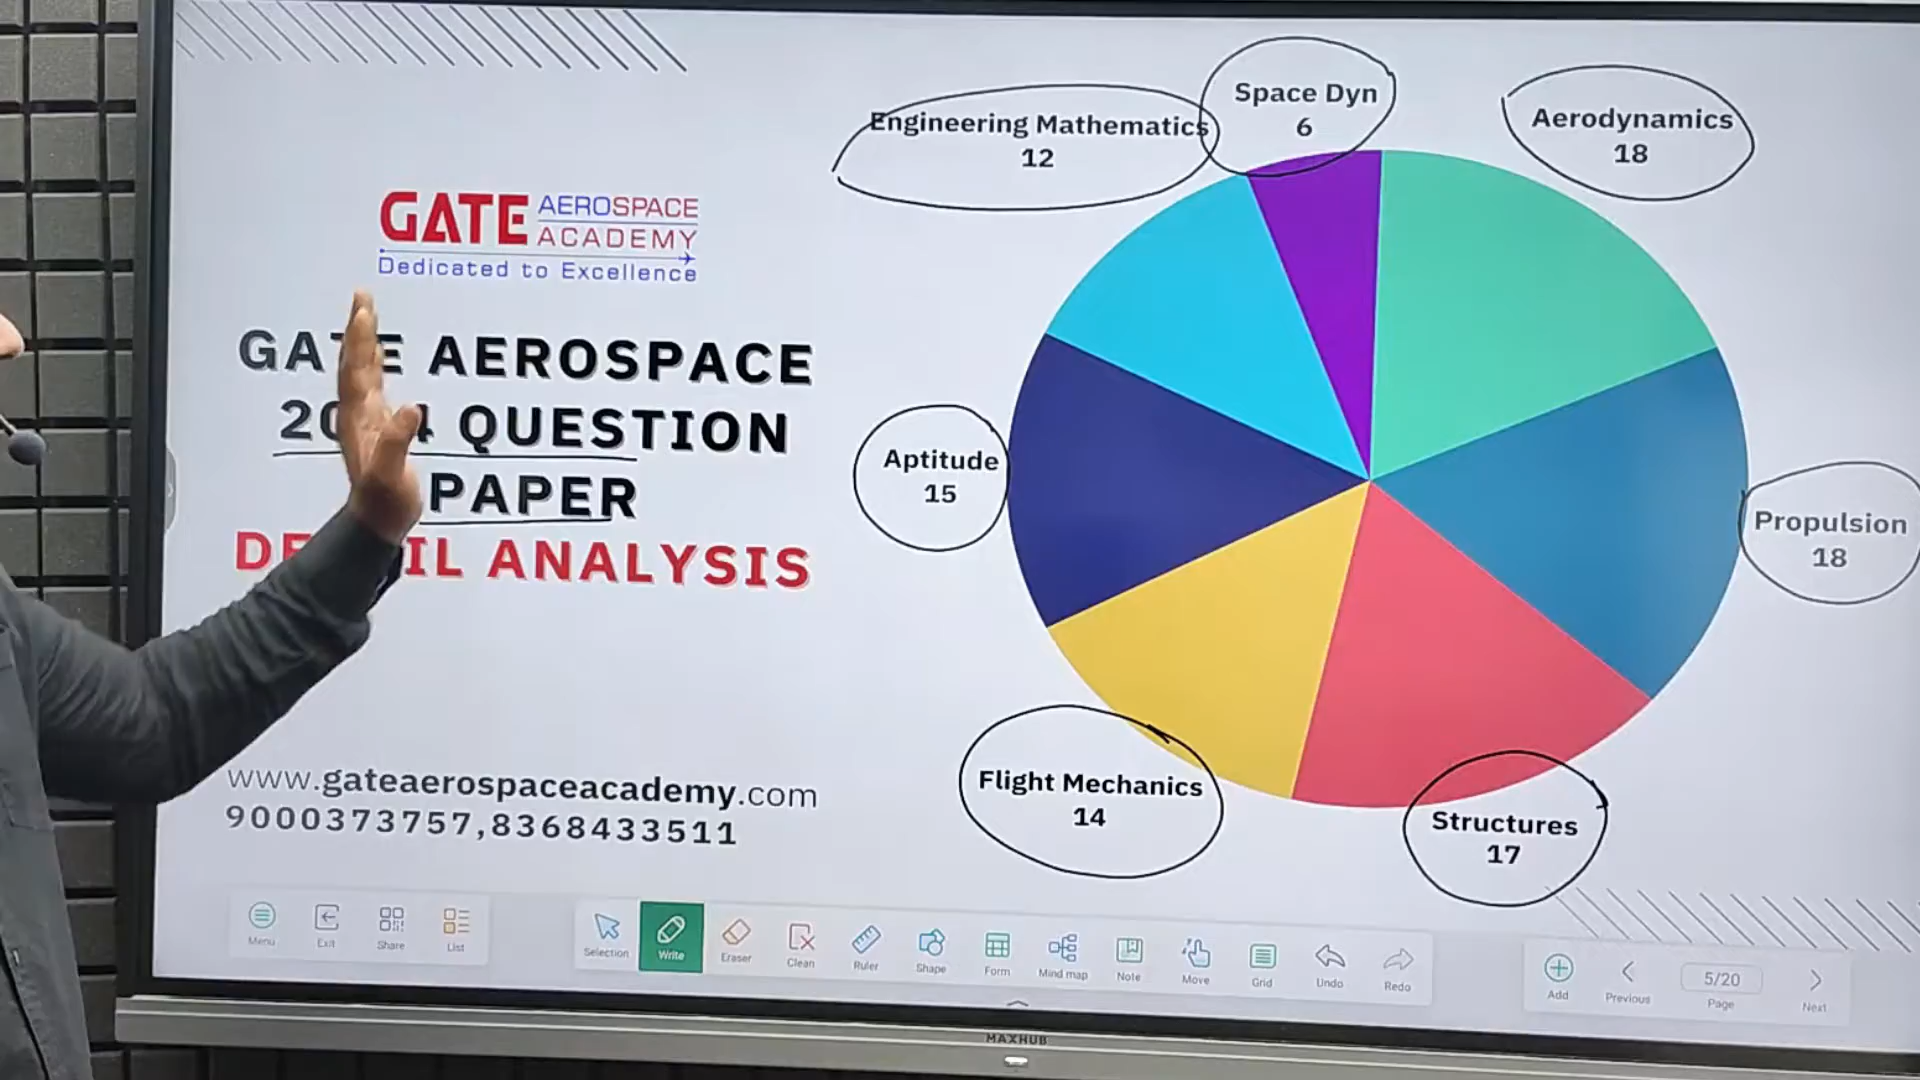 GATE AEROSPACE
ACADEMY
Dedicated to Excellence
AEROSPACE
QUESTION
PAPER
ANALYSIS
www.gateaerospaceacademy.com
9000373757,8368433511
Space Dyn
6
Engineering Mathematics
12
Aerodynamics
18
Aptitude
15
Propulsion
18
Flight Mechanics
14
Structures
17
Menu
Exit
Share
List
Selection
Write
Eraser
Clean
Ruler
Shape
Form
Mind map
Note
Move
Grid
Undo
Redo
Add
Previous
5/20
Page
Next
MAXHUB